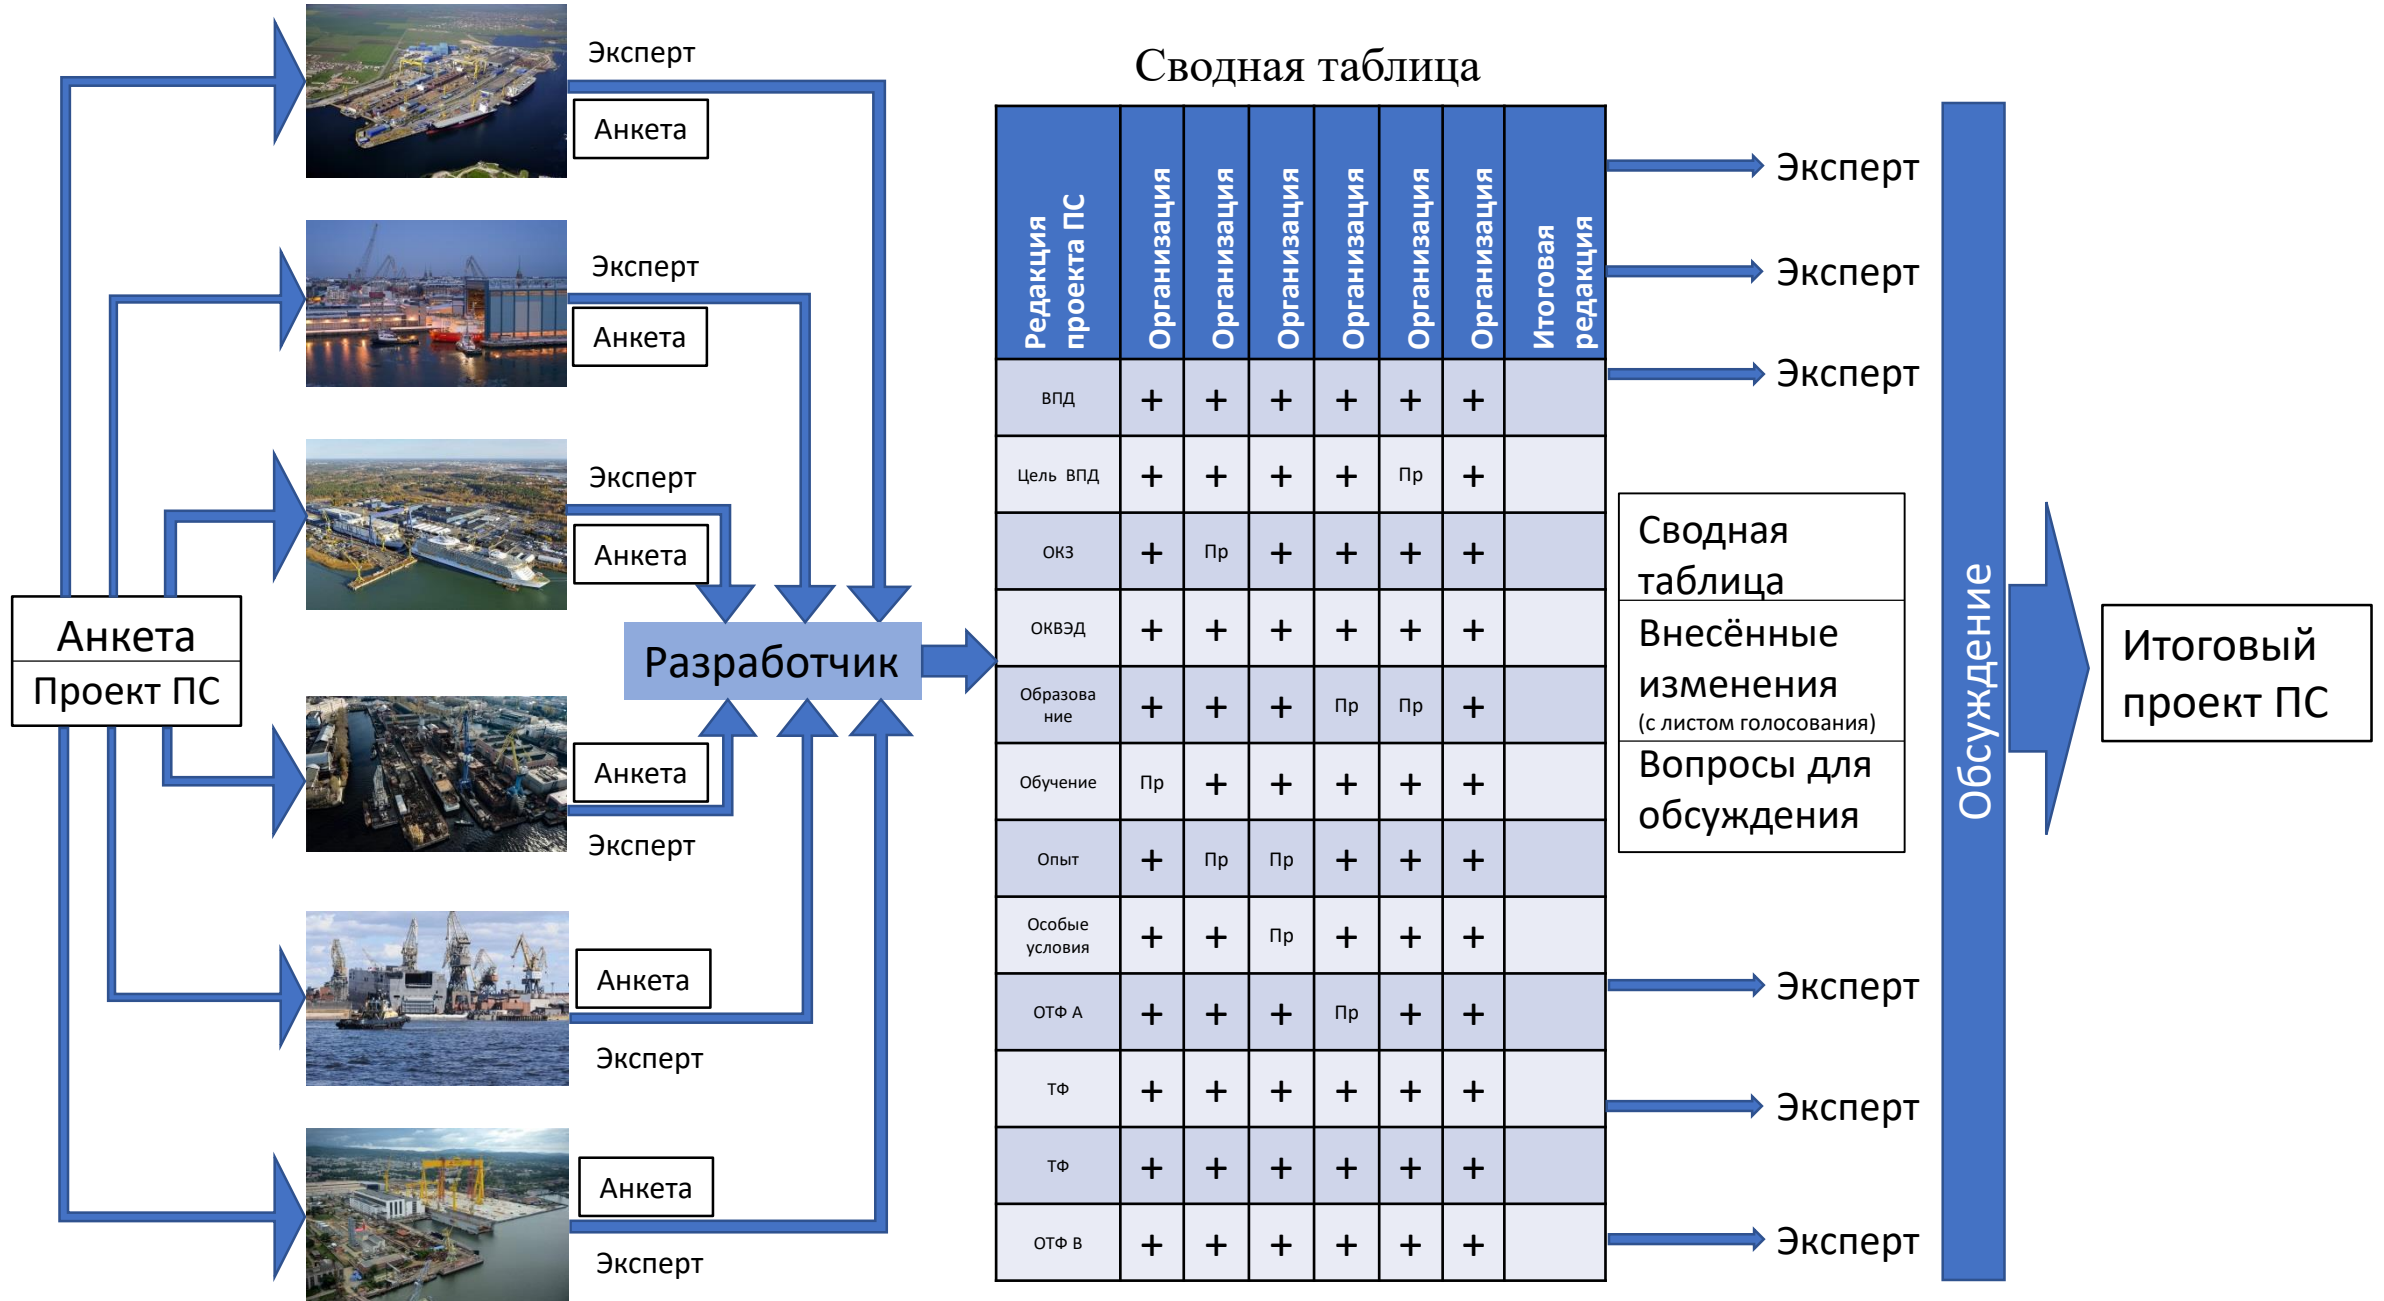 Анкета
Проект ПС
Эксперт
Анкета
Эксперт
Анкета
Эксперт
Анкета
Анкета
Эксперт
Анкета
Эксперт
Анкета
Эксперт
Разработчик
Сводная таблица
Редакция
проекта ПС
Организация
Организация
Организация
Организация
Организация
Организация
Итоговая
редакция
ВПД + + + + + +
Цель ВПД + + + + Пр +
ОКЗ + Пр + + + +
ОКВЭД + + + + + +
Образова
ние + + + Пр Пр +
Обучение Пр + + + + +
Опыт + Пр Пр + + +
Особые
условия + + Пр + + +
ОТФ А + + + Пр + +
ТФ + + + + + +
ТФ + + + + + +
ОТФ В + + + + + +
Эксперт
Эксперт
Эксперт
Сводная
таблица
Внесённые
изменения
(с листом голосования)
Вопросы для
обсуждения
Эксперт
Эксперт
Эксперт
Обсуждение
Итоговый
проект ПС